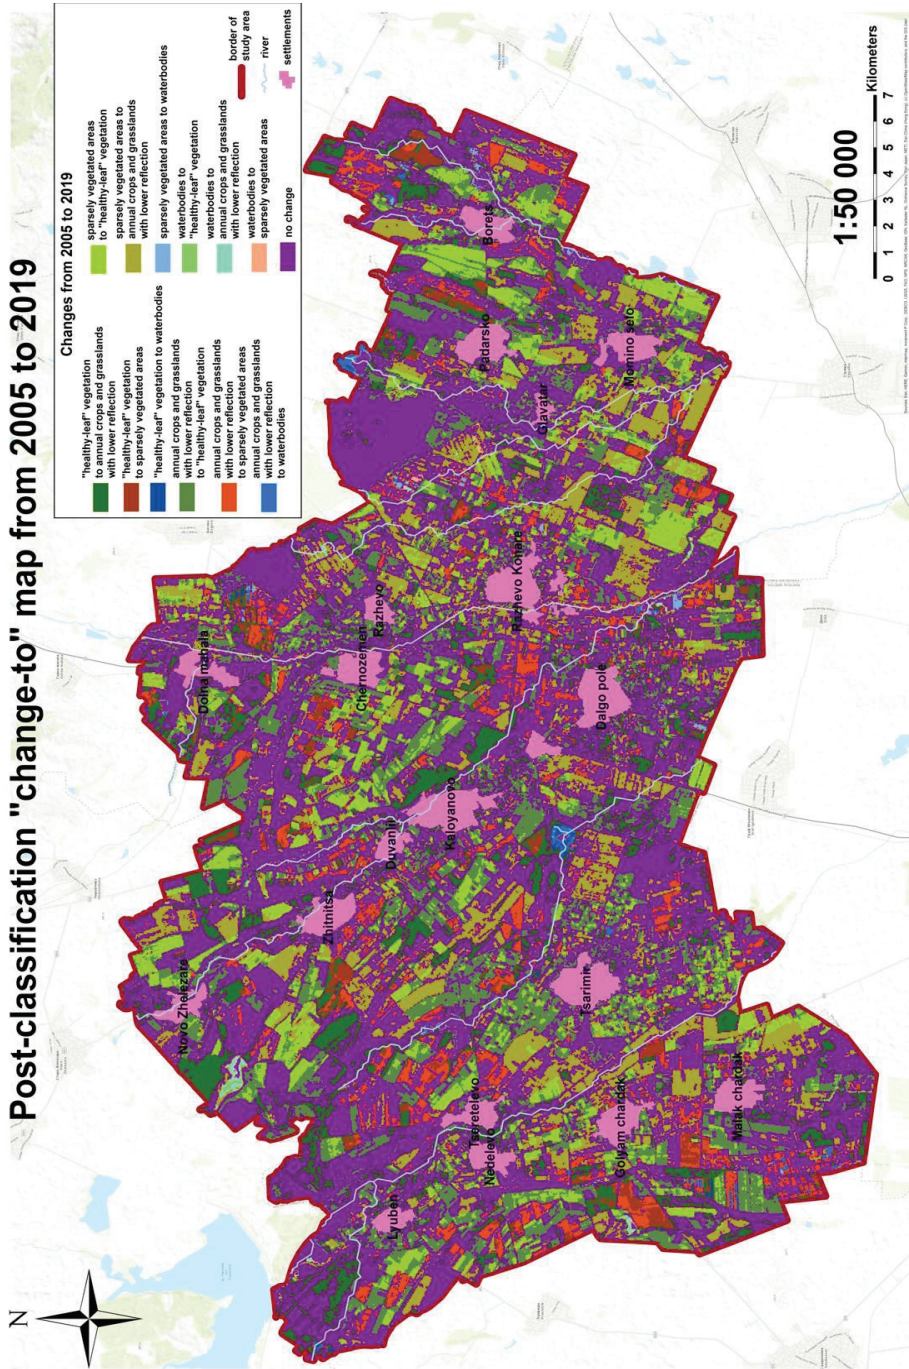 Post-classification "change-to" map from 2005 to 2019
N
Changes from 2005 to 2019
"healthy-leaf" vegetation
to annual crops and grasslands
with lower reflection
"healthy-leaf" vegetation
to sparsely vegetated areas
"healthy-leaf" vegetation to waterbodies
annual crops and grasslands
with lower reflection
to "healthy-leaf" vegetation
annual crops and grasslands
with lower reflection
to sparsely vegetated areas
annual crops and grasslands
with lower reflection
to waterbodies
sparsely vegetated areas
to "healthy-leaf" vegetation
sparsely vegetated areas to
annual crops and grasslands
with lower reflection
sparsely vegetated areas to waterbodies
waterbodies to
"healthy-leaf" vegetation
waterbodies to
annual crops and grasslands
with lower reflection
waterbodies to
sparsely vegetated areas
no change
border of
study area
river
settlements
Novo Zhelezare
Dolna mahala
Zhitnitsa
Chernozemen
Razhevo
Duvanlii
Lyuben
Kaloyanovo
Tseretelevo
Nedelevo
Razhevo Konare
Padarsko
Borets
Glavatar
Tsarimir
Dalgo pole
Momino selo
Golyam chardak
Malak chardak
1:50 000
0 1 2 3 4 5 6 7
Kilometers